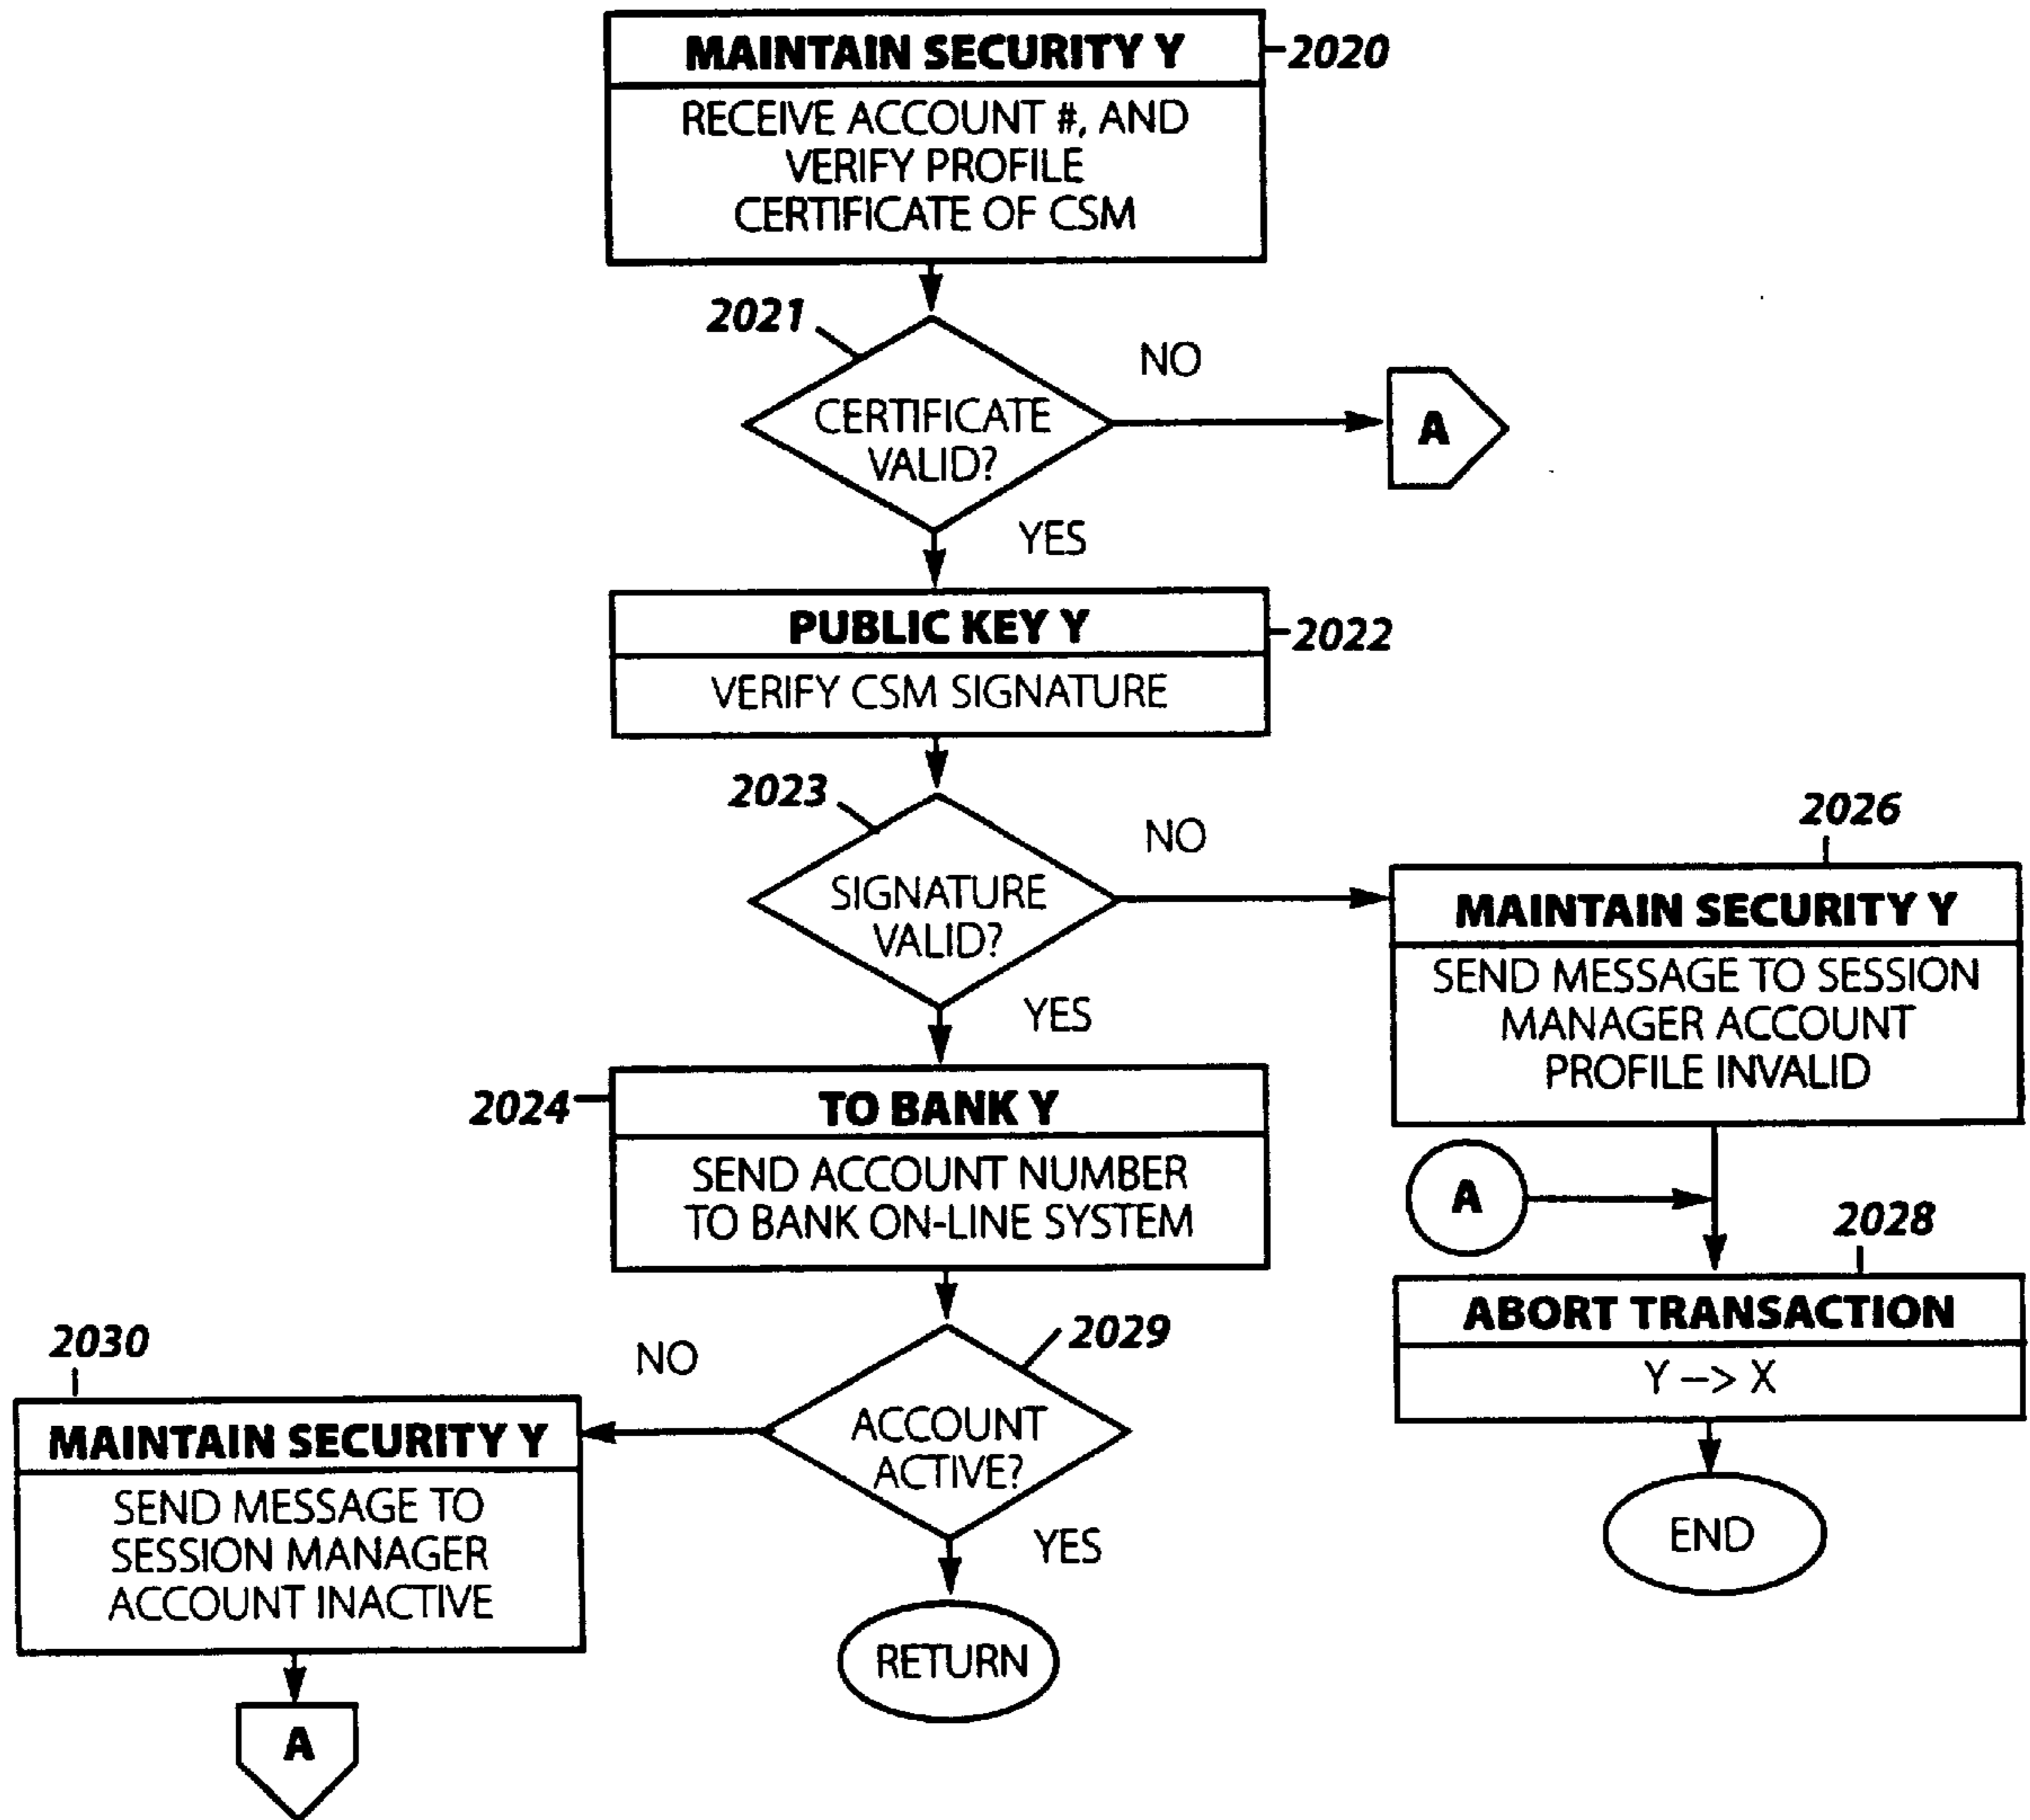 MAINTAIN SECURITY Y
2020
RECEIVE ACCOUNT #, AND
VERIFY PROFILE
CERTIFICATE OF CSM
2021
NO
CERTIFICATE
VALID?
A
YES
PUBLIC KEY Y
2022
VERIFY CSM SIGNATURE
2023
NO
SIGNATURE
VALID?
YES
2026
MAINTAIN SECURITY Y
SEND MESSAGE TO SESSION
MANAGER ACCOUNT
PROFILE INVALID
2024
TO BANK Y
SEND ACCOUNT NUMBER
TO BANK ON-LINE SYSTEM
A
2028
ABORT TRANSACTION
Y --> X
END
2029
NO
ACCOUNT
ACTIVE?
YES
RETURN
2030
MAINTAIN SECURITY Y
SEND MESSAGE TO
SESSION MANAGER
ACCOUNT INACTIVE
A